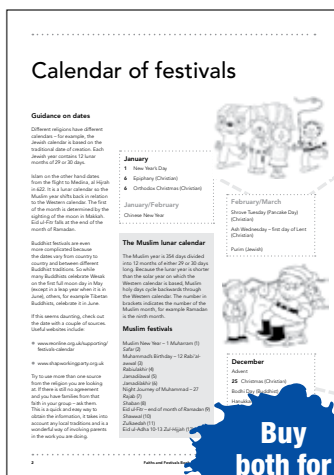 Calendar of festivals
Guidance on dates
Different religions have different
calendars – for example, the
Jewish calendar is based on the
traditional date of creation. Each
Jewish year contains 12 lunar
months of 29 or 30 days.
Islam on the other hand dates
from the flight to Medina, al Hijrah
in 622. It is a lunar calendar so the
Muslim year shifts back in relation
to the Western calendar. The first
of the month is determined by the
sighting of the moon in Makkah.
Eid ul-Fitr falls at the end of the
month of Ramadan.
Buddhist festivals are even
more complicated because
the dates vary from country to
country and between different
Buddhist traditions. So while
many Buddhists celebrate Wesak
on the first full moon day in May
(except in a leap year when it is in
June), others, for example Tibetan
Buddhists, celebrate it in June.
If this seems daunting, check out
the date with a couple of sources.
Useful websites include:
www.reonline.org.uk/supporting/
festivals-calendar
www.shapworkingparty.org.uk
Try to use more than one source
from the religion you are looking
at. If there is still no agreement
and you have families from that
faith in your group – ask them.
This is a quick and easy way to
obtain the information, it takes into
account any local traditions and is a
wonderful way of involving parents
in the work you are doing.
January
1 New Year's Day
6 Epiphany (Christian)
6 Orthodox Christmas (Christian)
January/February
Chinese New Year
The Muslim lunar calendar
The Muslim year is 354 days divided
into 12 months of either 29 or 30 days
long. Because the lunar year is shorter
than the solar year on which the
Western calendar is based, Muslim
holy days cycle backwards through
the Western calendar. The number in
brackets indicates the number of the
Muslim month, for example Ramadan
is the ninth month.
Muslim festivals
Muslim New Year – 1 Muharram (1)
Safar (2)
Muhammad's Birthday – 12 Rabi'al-
awwal (3)
Rabiulakhir (4)
Jamadilawal (5)
Jamadilakhir (6)
Night Journey of Muhammad – 27
Rajab (7)
Shaban (8)
Eid ul-Fitr – end of month of Ramadan (9)
Shawwal (10)
Zulkaedah (11)
Eid ul-Adha 10-13 Zul-Hijjah (12)
February/March
Shrove Tuesday (Pancake Day)
(Christian)
Ash Wednesday – first day of Lent
(Christian)
Purim (Jewish)
December
Advent
25 Christmas (Christian)
Bodhi Day (Buddhist)
Hanukka
Buy
both for
2
Faiths and Festivals Book